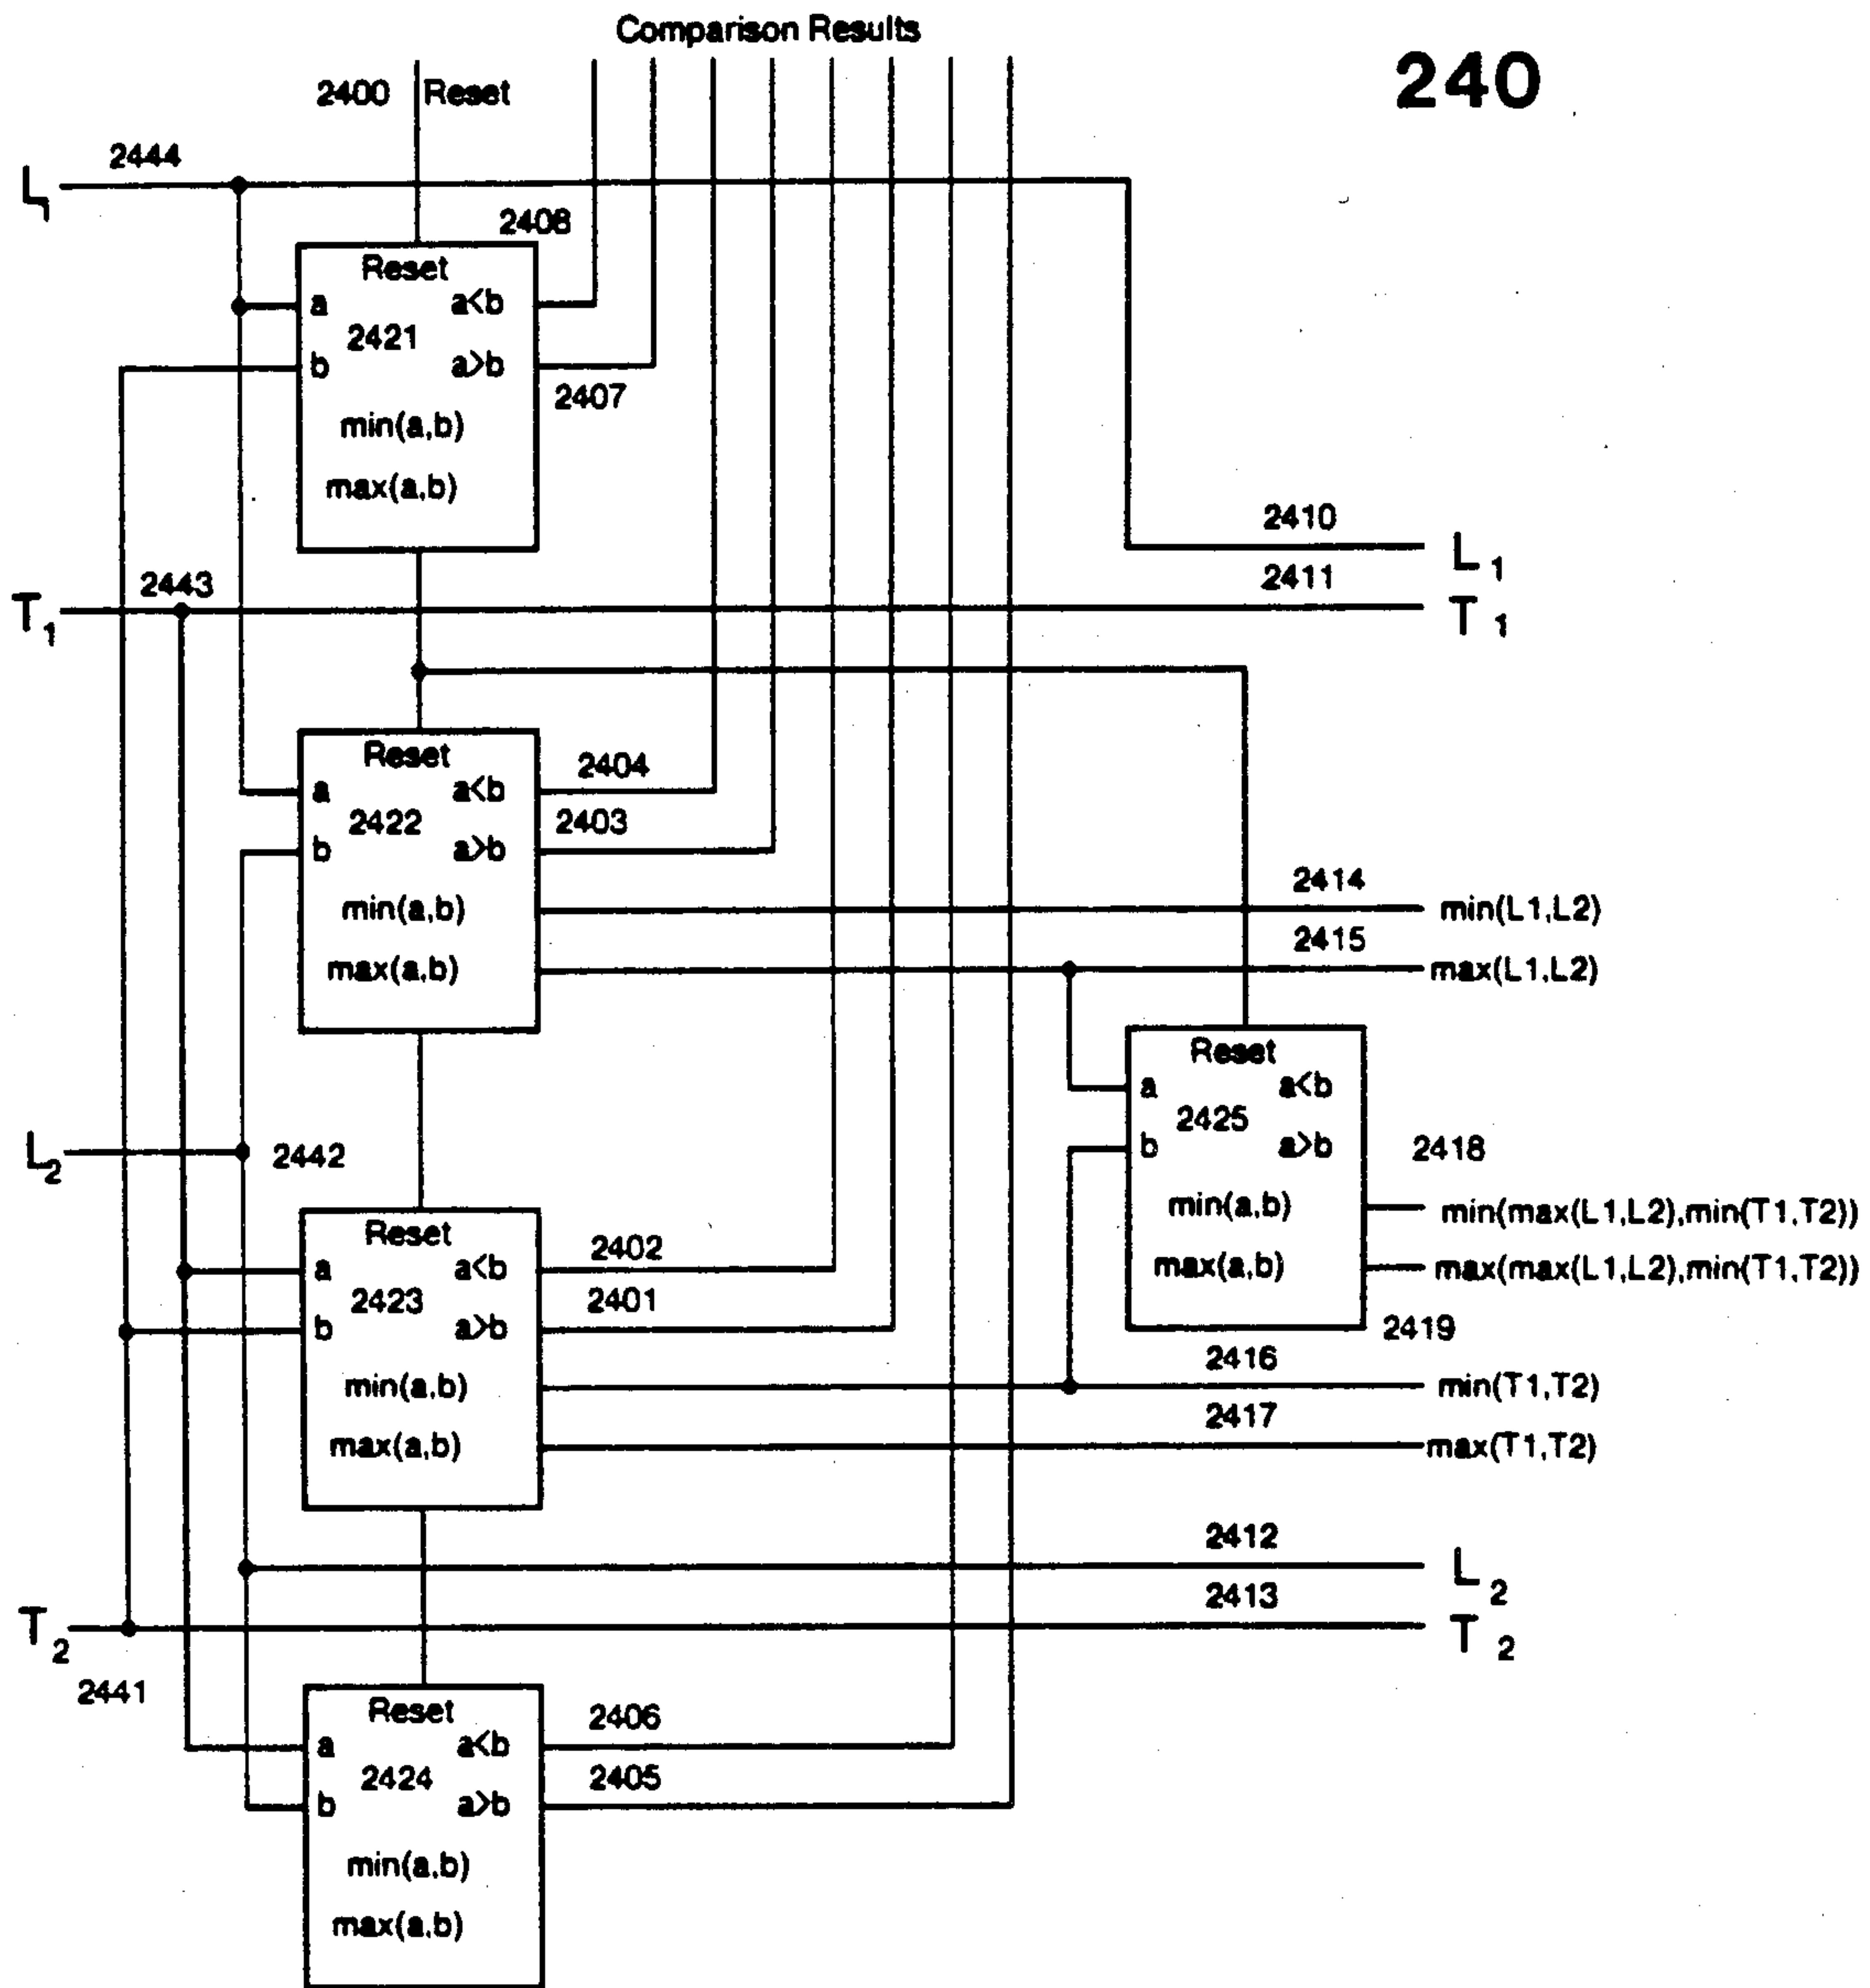 Comparison Results
240
2400 Reset
2444
L1
2408
Reset
a a<b
2421
b a>b
2407
min(a,b)
max(a,b)
2410
L1
2443
2411
T1
T1
Reset
2404
a a<b
2422
2403
b a>b
2414
min(a,b)
min(L1,L2)
2415
max(a,b)
max(L1,L2)
Reset
a a<b
2425
b a>b
2418
L2
2442
min(a,b)
min(max(L1,L2),min(T1,T2))
Reset
2402
a a<b
max(a,b)
max(max(L1,L2),min(T1,T2))
2423
2401
b a>b
2419
2416
min(a,b)
min(T1,T2)
2417
max(a,b)
max(T1,T2)
2412
L2
2413
T2
T2
2441
Reset
2406
a a<b
2424
2405
b a>b
min(a,b)
max(a,b)